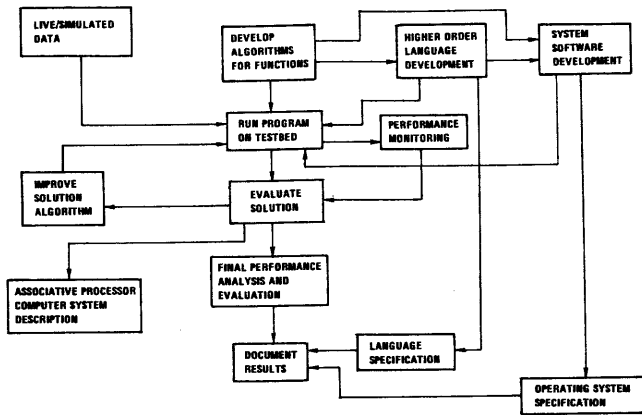 LIVE/SIMULATED
DATA
DEVELOP
ALGORITHMS
FOR FUNCTIONS
HIGHER ORDER
LANGUAGE
DEVELOPMENT
SYSTEM
SOFTWARE
DEVELOPMENT
RUN PROGRAM
ON TESTBED
PERFORMANCE
MONITORING
IMPROVE
SOLUTION
ALGORITHM
EVALUATE
SOLUTION
ASSOCIATIVE PROCESSOR
COMPUTER SYSTEM
DESCRIPTION
FINAL PERFORMANCE
ANALYSIS AND
EVALUATION
DOCUMENT
RESULTS
LANGUAGE
SPECIFICATION
OPERATING SYSTEM
SPECIFICATION